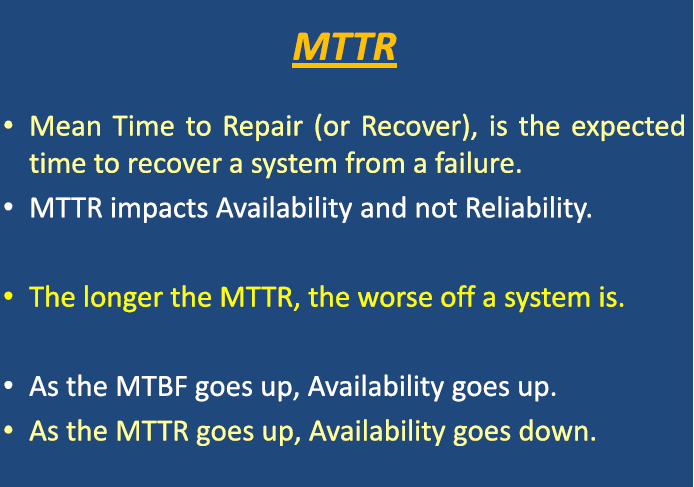 MTTR
• Mean Time to Repair (or Recover), is the expected
time to recover a system from a failure.
• MTTR impacts Availability and not Reliability.
• The longer the MTTR, the worse off a system is.
• As the MTBF goes up, Availability goes up.
• As the MTTR goes up, Availability goes down.